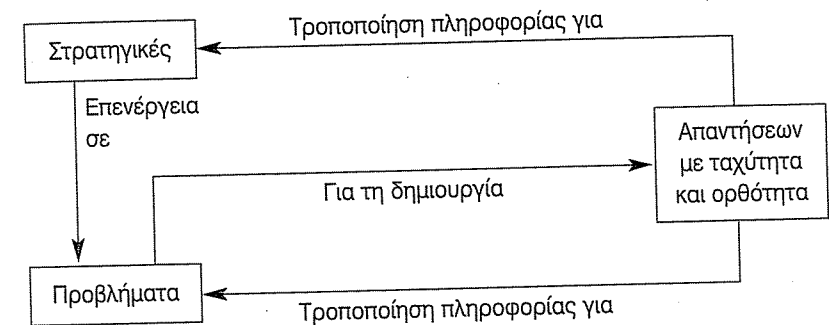 Τροποποίηση πληροφορίας για
Στρατηγικές
Επενέργεια
σε
Απαντήσεων
με ταχύτητα
και ορθότητα
Για τη δημιουργία
Προβλήματα
Τροποποίηση πληροφορίας για